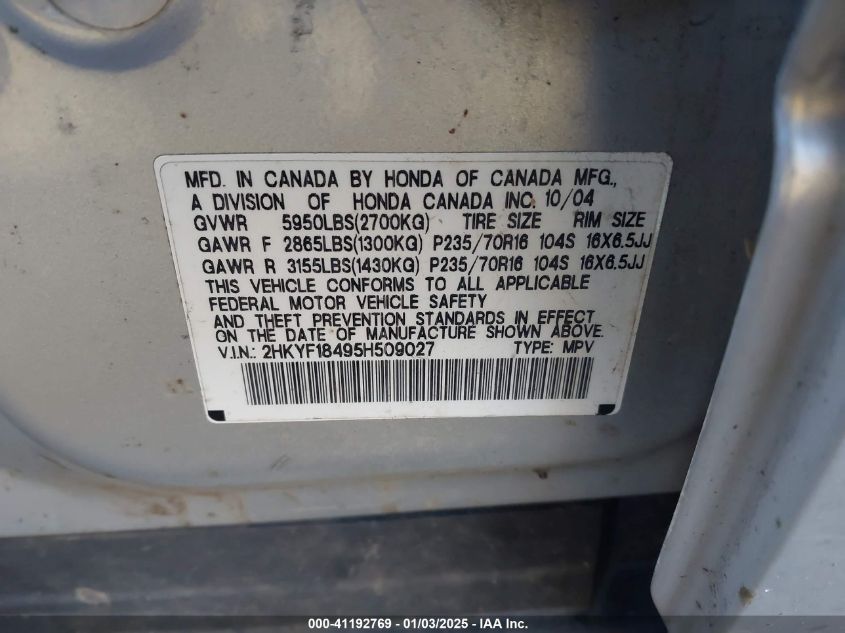 MFD. IN CANADA BY HONDA OF CANADA MFG.,
A DIVISION OF HONDA CANADA INC. 10/04
GVWR 5950LBS(2700KG) TIRE SIZE RIM SIZE
GAWR F 2865LBS(1300KG) P235/70R16 104S 16X6.5JJ
GAWR R 3155LBS(1430KG) P235/70R16 104S 16X6.5JJ
THIS VEHICLE CONFORMS TO ALL APPLICABLE
FEDERAL MOTOR VEHICLE SAFETY
AND THEFT PREVENTION STANDARDS IN EFFECT
ON THE DATE OF MANUFACTURE SHOWN ABOVE.
V.I.N.: 2HKYF18495H509027 TYPE: MPV
000-41192769 - 01/03/2025 - IAA Inc.